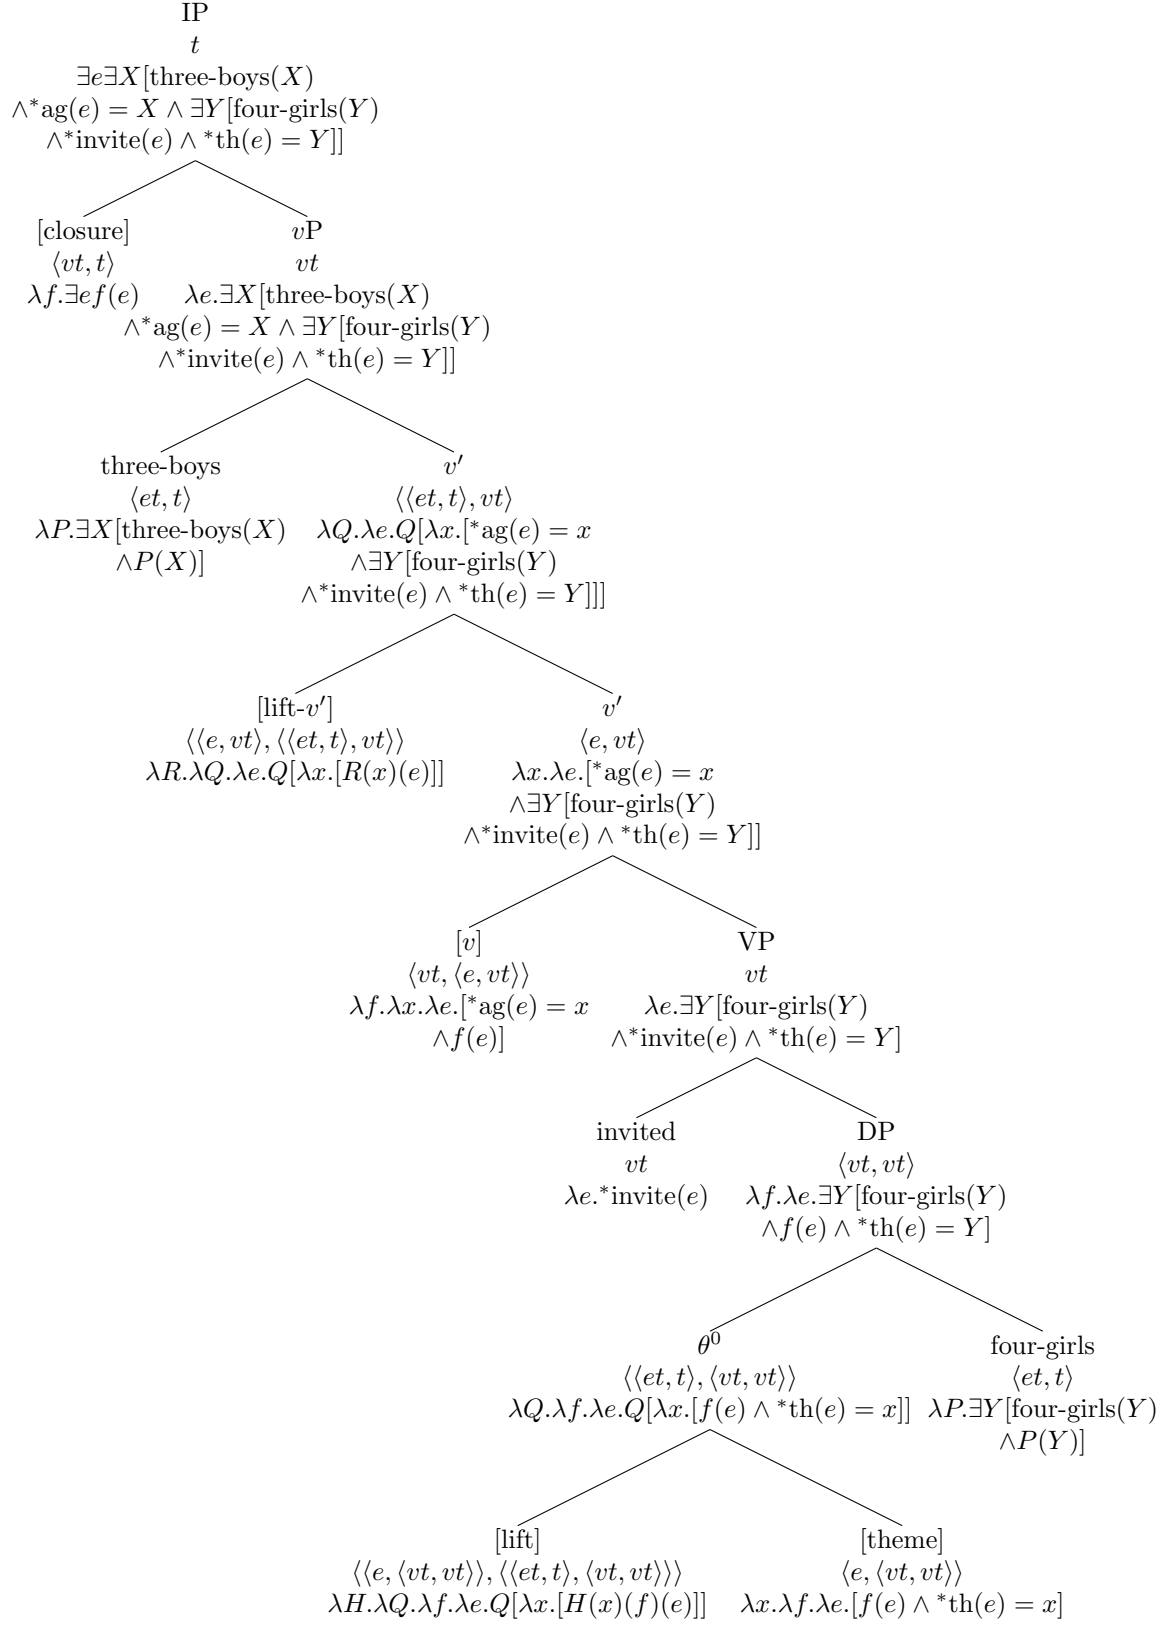 IP
t
∃e∃X[three-boys(X)
∧*ag(e) = X ∧ ∃Y[four-girls(Y)
∧*invite(e) ∧ *th(e) = Y]]
[closure]
⟨vt, t⟩
λf.∃ef(e)
vP
vt
λe.∃X[three-boys(X)
∧*ag(e) = X ∧ ∃Y[four-girls(Y)
∧*invite(e) ∧ *th(e) = Y]]
three-boys
⟨et, t⟩
λP.∃X[three-boys(X)
∧P(X)]
v′
⟨⟨et, t⟩, vt⟩
λQ.λe.Q[λx.[*ag(e) = x
∧∃Y[four-girls(Y)
∧*invite(e) ∧ *th(e) = Y]]]
[lift-v′]
⟨⟨e, vt⟩, ⟨⟨et, t⟩, vt⟩⟩
λR.λQ.λe.Q[λx.[R(x)(e)]]
v′
⟨e, vt⟩
λx.λe.[*ag(e) = x
∧∃Y[four-girls(Y)
∧*invite(e) ∧ *th(e) = Y]]
[v]
⟨vt, ⟨e, vt⟩⟩
λf.λx.λe.[*ag(e) = x
∧f(e)]
VP
vt
λe.∃Y[four-girls(Y)
∧*invite(e) ∧ *th(e) = Y]
invited
vt
λe.*invite(e)
DP
⟨vt, vt⟩
λf.λe.∃Y[four-girls(Y)
∧f(e) ∧ *th(e) = Y]
θ⁰
⟨⟨et, t⟩, ⟨vt, vt⟩⟩
λQ.λf.λe.Q[λx.[f(e) ∧ *th(e) = x]]
four-girls
⟨et, t⟩
λP.∃Y[four-girls(Y)
∧P(Y)]
[lift]
⟨⟨e, ⟨vt, vt⟩⟩, ⟨⟨et, t⟩, ⟨vt, vt⟩⟩⟩
λH.λQ.λf.λe.Q[λx.[H(x)(f)(e)]]
[theme]
⟨e, ⟨vt, vt⟩⟩
λx.λf.λe.[f(e) ∧ *th(e) = x]